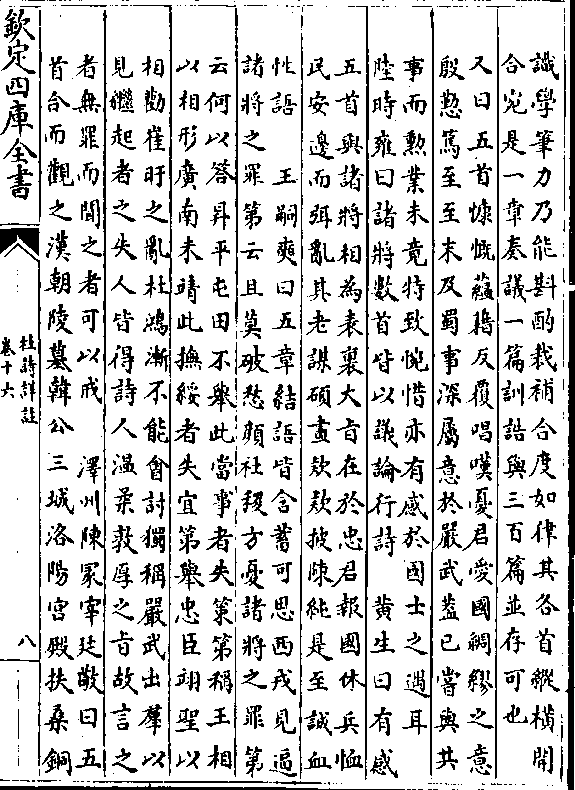 識學筆力乃能斟酌裁補合度如律其各首縱横開
合宛是一章奏議一篇訓誥與三百篇並存可也
又曰五首慷慨蘊藉反覆唱嘆憂君愛國綢繆之意
殷懃篤至至末及蜀事深屬意於嚴武葢已嘗與其
事而勲業未竟特致惋惜亦有感於國士之遇耳
陸時雍曰諸將數首皆以議論行詩　黄生曰有感
五首與諸將相為表裏大旨在於忠君報國休兵恤
民安邊而弭亂其老謀碩畫欵欵披陳純是至誠血
性語　王嗣奭曰五章結語皆含蓄可思西戎見逼
諸將之罪第云且莫破愁顔社稷方憂諸將之罪第
云何以答昇平屯田不舉此當事者失策第稱王相
以相形廣南未靖此撫綏者失宜第舉忠臣翊聖以
相勸崔旰之亂杜鴻漸不能會討獨稱嚴武出羣以
見繼起者之失人皆得詩人温柔敦厚之旨故言之
者無罪而聞之者可以戒　澤州陳冢宰廷敬曰五
首合而觀之漢朝陵墓韓公三城洛陽宫殿扶桑銅
欽定四庫全書
杜詩詳註
卷十六
八